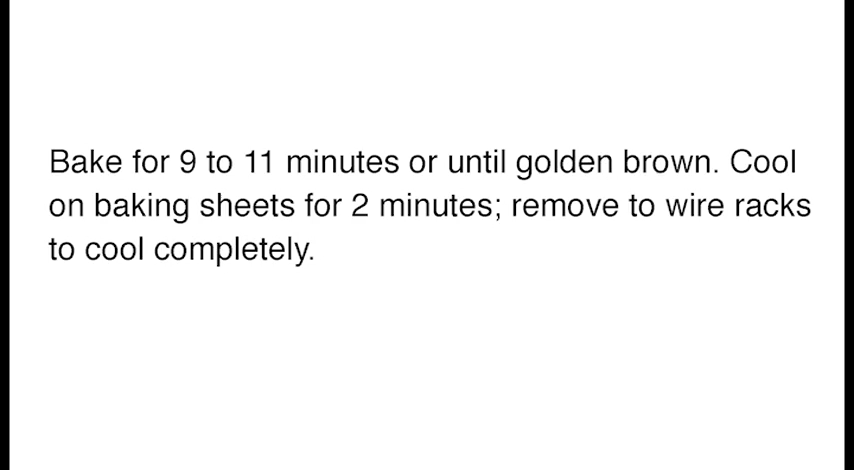 Bake for 9 to 11 minutes or until golden brown. Cool
on baking sheets for 2 minutes; remove to wire racks
to cool completely.